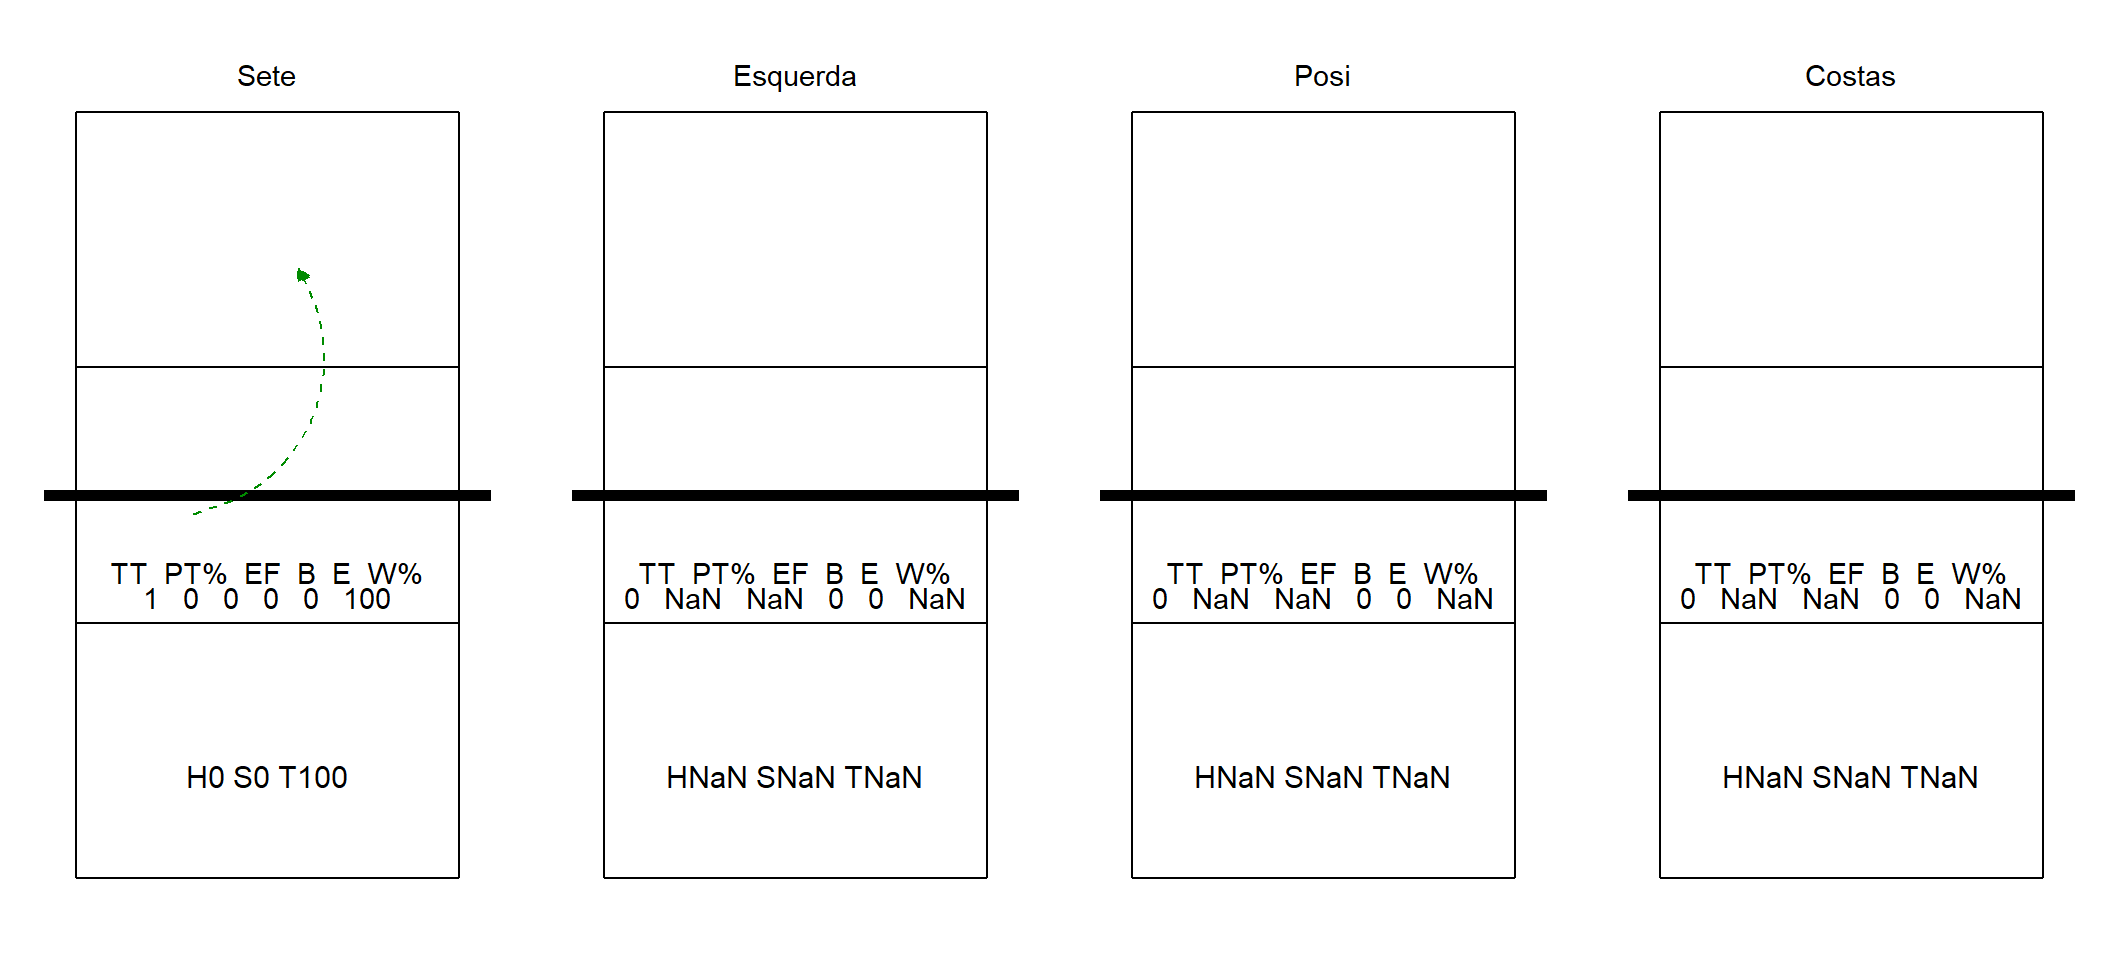 Sete
Esquerda
Posi
Costas
TT PT% EF B E W%
1 0 0 0 0 100
TT PT% EF B E W%
0 NaN NaN 0 0 NaN
TT PT% EF B E W%
0 NaN NaN 0 0 NaN
TT PT% EF B E W%
0 NaN NaN 0 0 NaN
H0 S0 T100
HNaN SNaN TNaN
HNaN SNaN TNaN
HNaN SNaN TNaN